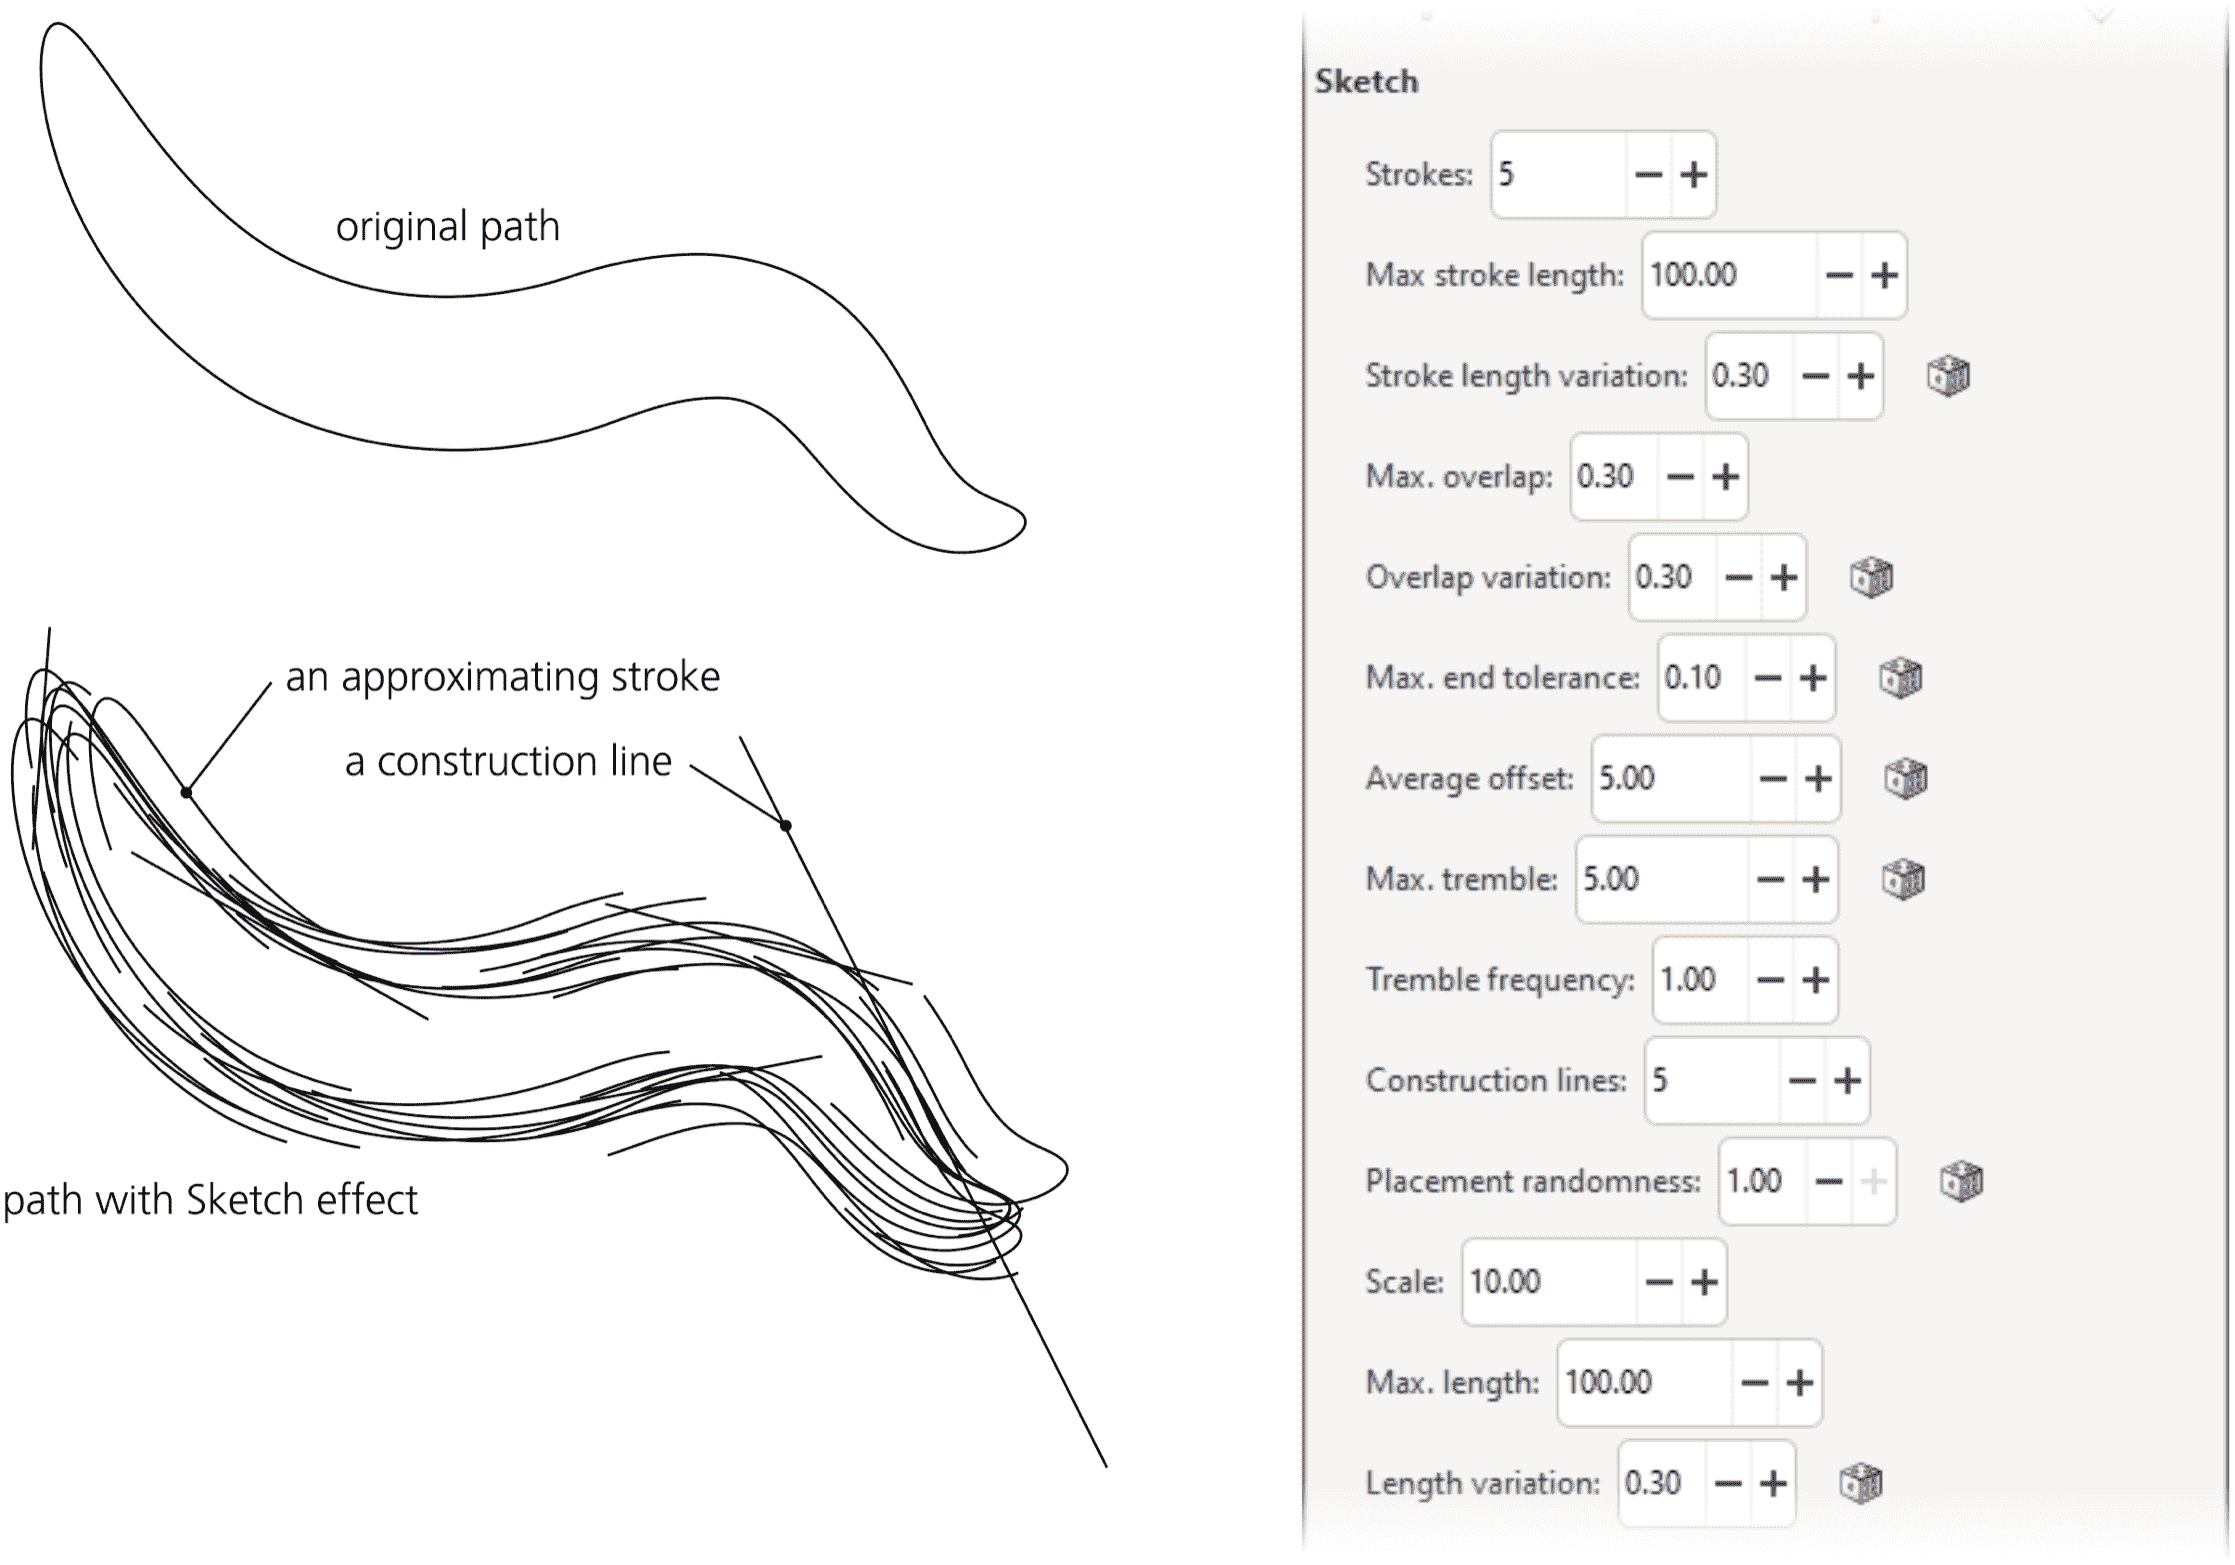 original path
an approximating stroke
a construction line
path with Sketch effect
Sketch
Strokes: 5
Max stroke length: 100.00
Stroke length variation: 0.30
Max. overlap: 0.30
Overlap variation: 0.30
Max. end tolerance: 0.10
Average offset: 5.00
Max. tremble: 5.00
Tremble frequency: 1.00
Construction lines: 5
Placement randomness: 1.00
Scale: 10.00
Max. length: 100.00
Length variation: 0.30